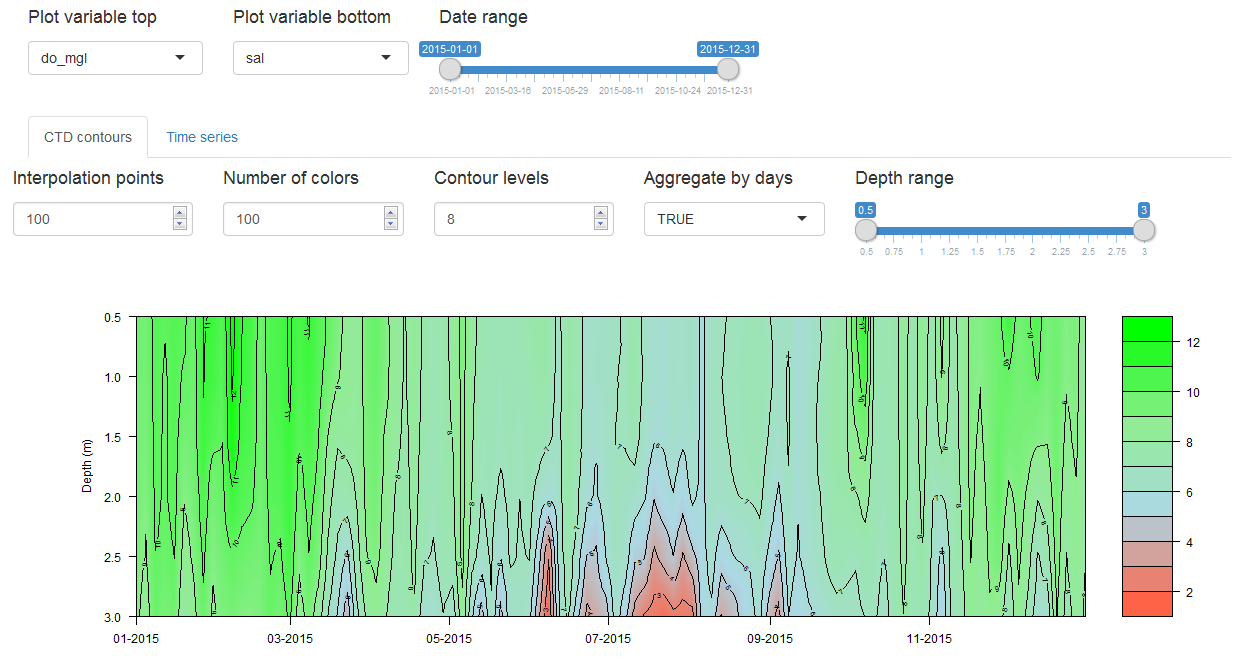 Plot variable top Plot variable bottom Date range
do_mgl sal
2015-01-01 2015-12-31
2015-01-01 2015-03-16 2015-05-29 2015-08-11 2015-10-24 2015-12-31
CTD contours Time series
Interpolation points Number of colors Contour levels Aggregate by days Depth range
100 100 8 TRUE
0.5 3
0.5 0.75 1 1.25 1.5 1.75 2 2.25 2.5 2.75 3
0.5
12
1.0
10
1.5
8
Depth (m)
2.0
6
2.5
4
2
3.0
01-2015 03-2015 05-2015 07-2015 09-2015 11-2015